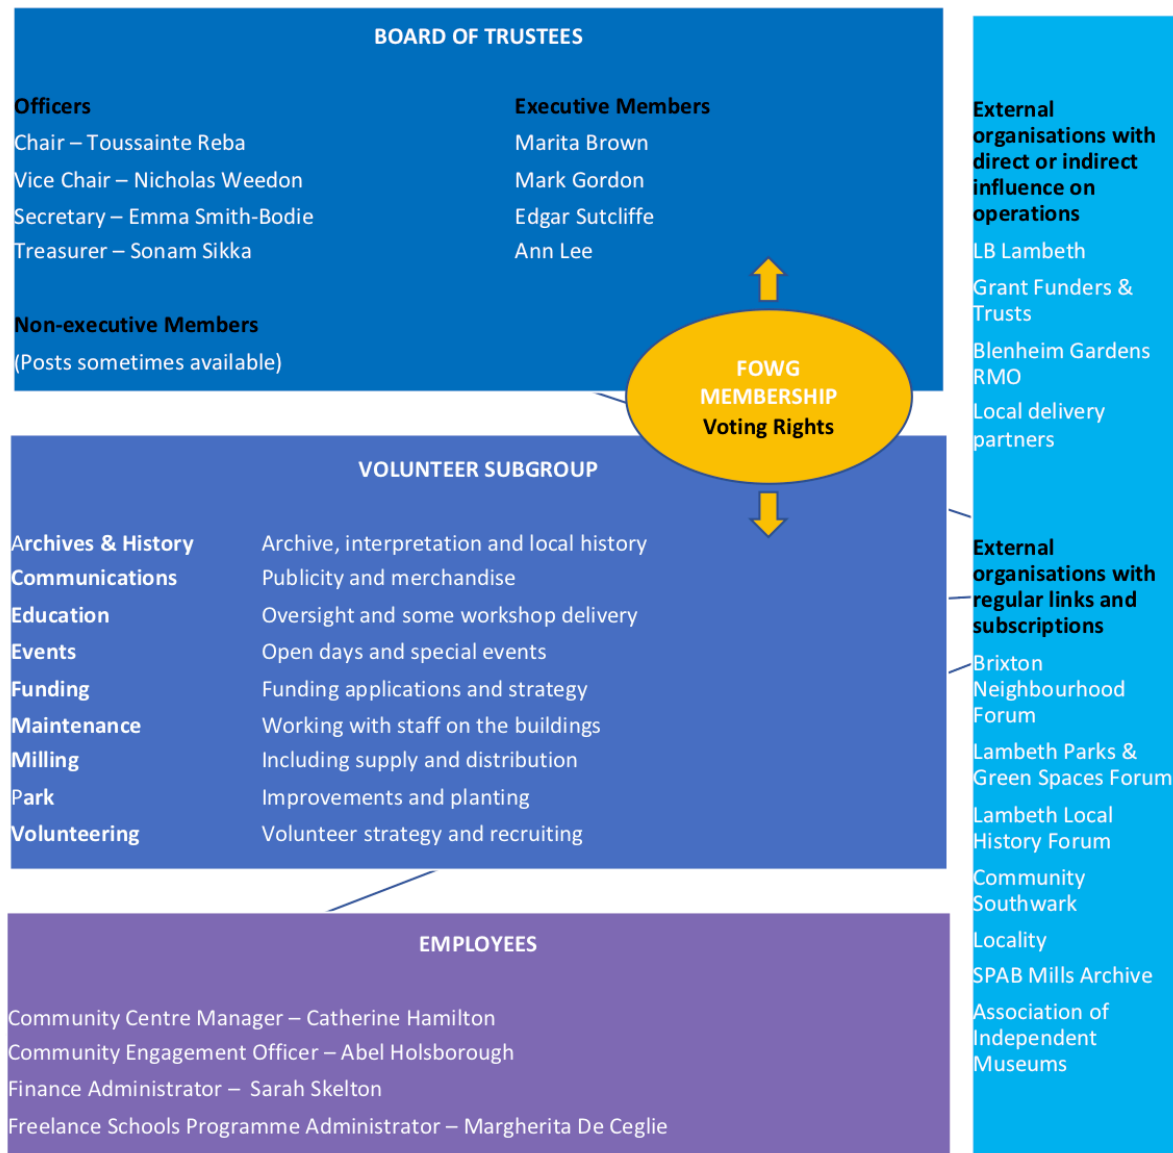 BOARD OF TRUSTEES
Officers
Chair – Toussainte Reba
Vice Chair – Nicholas Weedon
Secretary – Emma Smith-Bodie
Treasurer – Sonam Sikka
Non-executive Members
(Posts sometimes available)
Executive Members
Marita Brown
Mark Gordon
Edgar Sutcliffe
Ann Lee
FOWG
MEMBERSHIP
Voting Rights
VOLUNTEER SUBGROUP
Archives & History Archive, interpretation and local history
Communications Publicity and merchandise
Education Oversight and some workshop delivery
Events Open days and special events
Funding Funding applications and strategy
Maintenance Working with staff on the buildings
Milling Including supply and distribution
Park Improvements and planting
Volunteering Volunteer strategy and recruiting
EMPLOYEES
Community Centre Manager – Catherine Hamilton
Community Engagement Officer – Abel Holsborough
Finance Administrator – Sarah Skelton
Freelance Schools Programme Administrator – Margherita De Ceglie
External
organisations with
direct or indirect
influence on
operations
LB Lambeth
Grant Funders &
Trusts
Blenheim Gardens
RMO
Local delivery
partners
External
organisations with
regular links and
subscriptions
Brixton
Neighbourhood
Forum
Lambeth Parks &
Green Spaces Forum
Lambeth Local
History Forum
Community
Southwark
Locality
SPAB Mills Archive
Association of
Independent
Museums